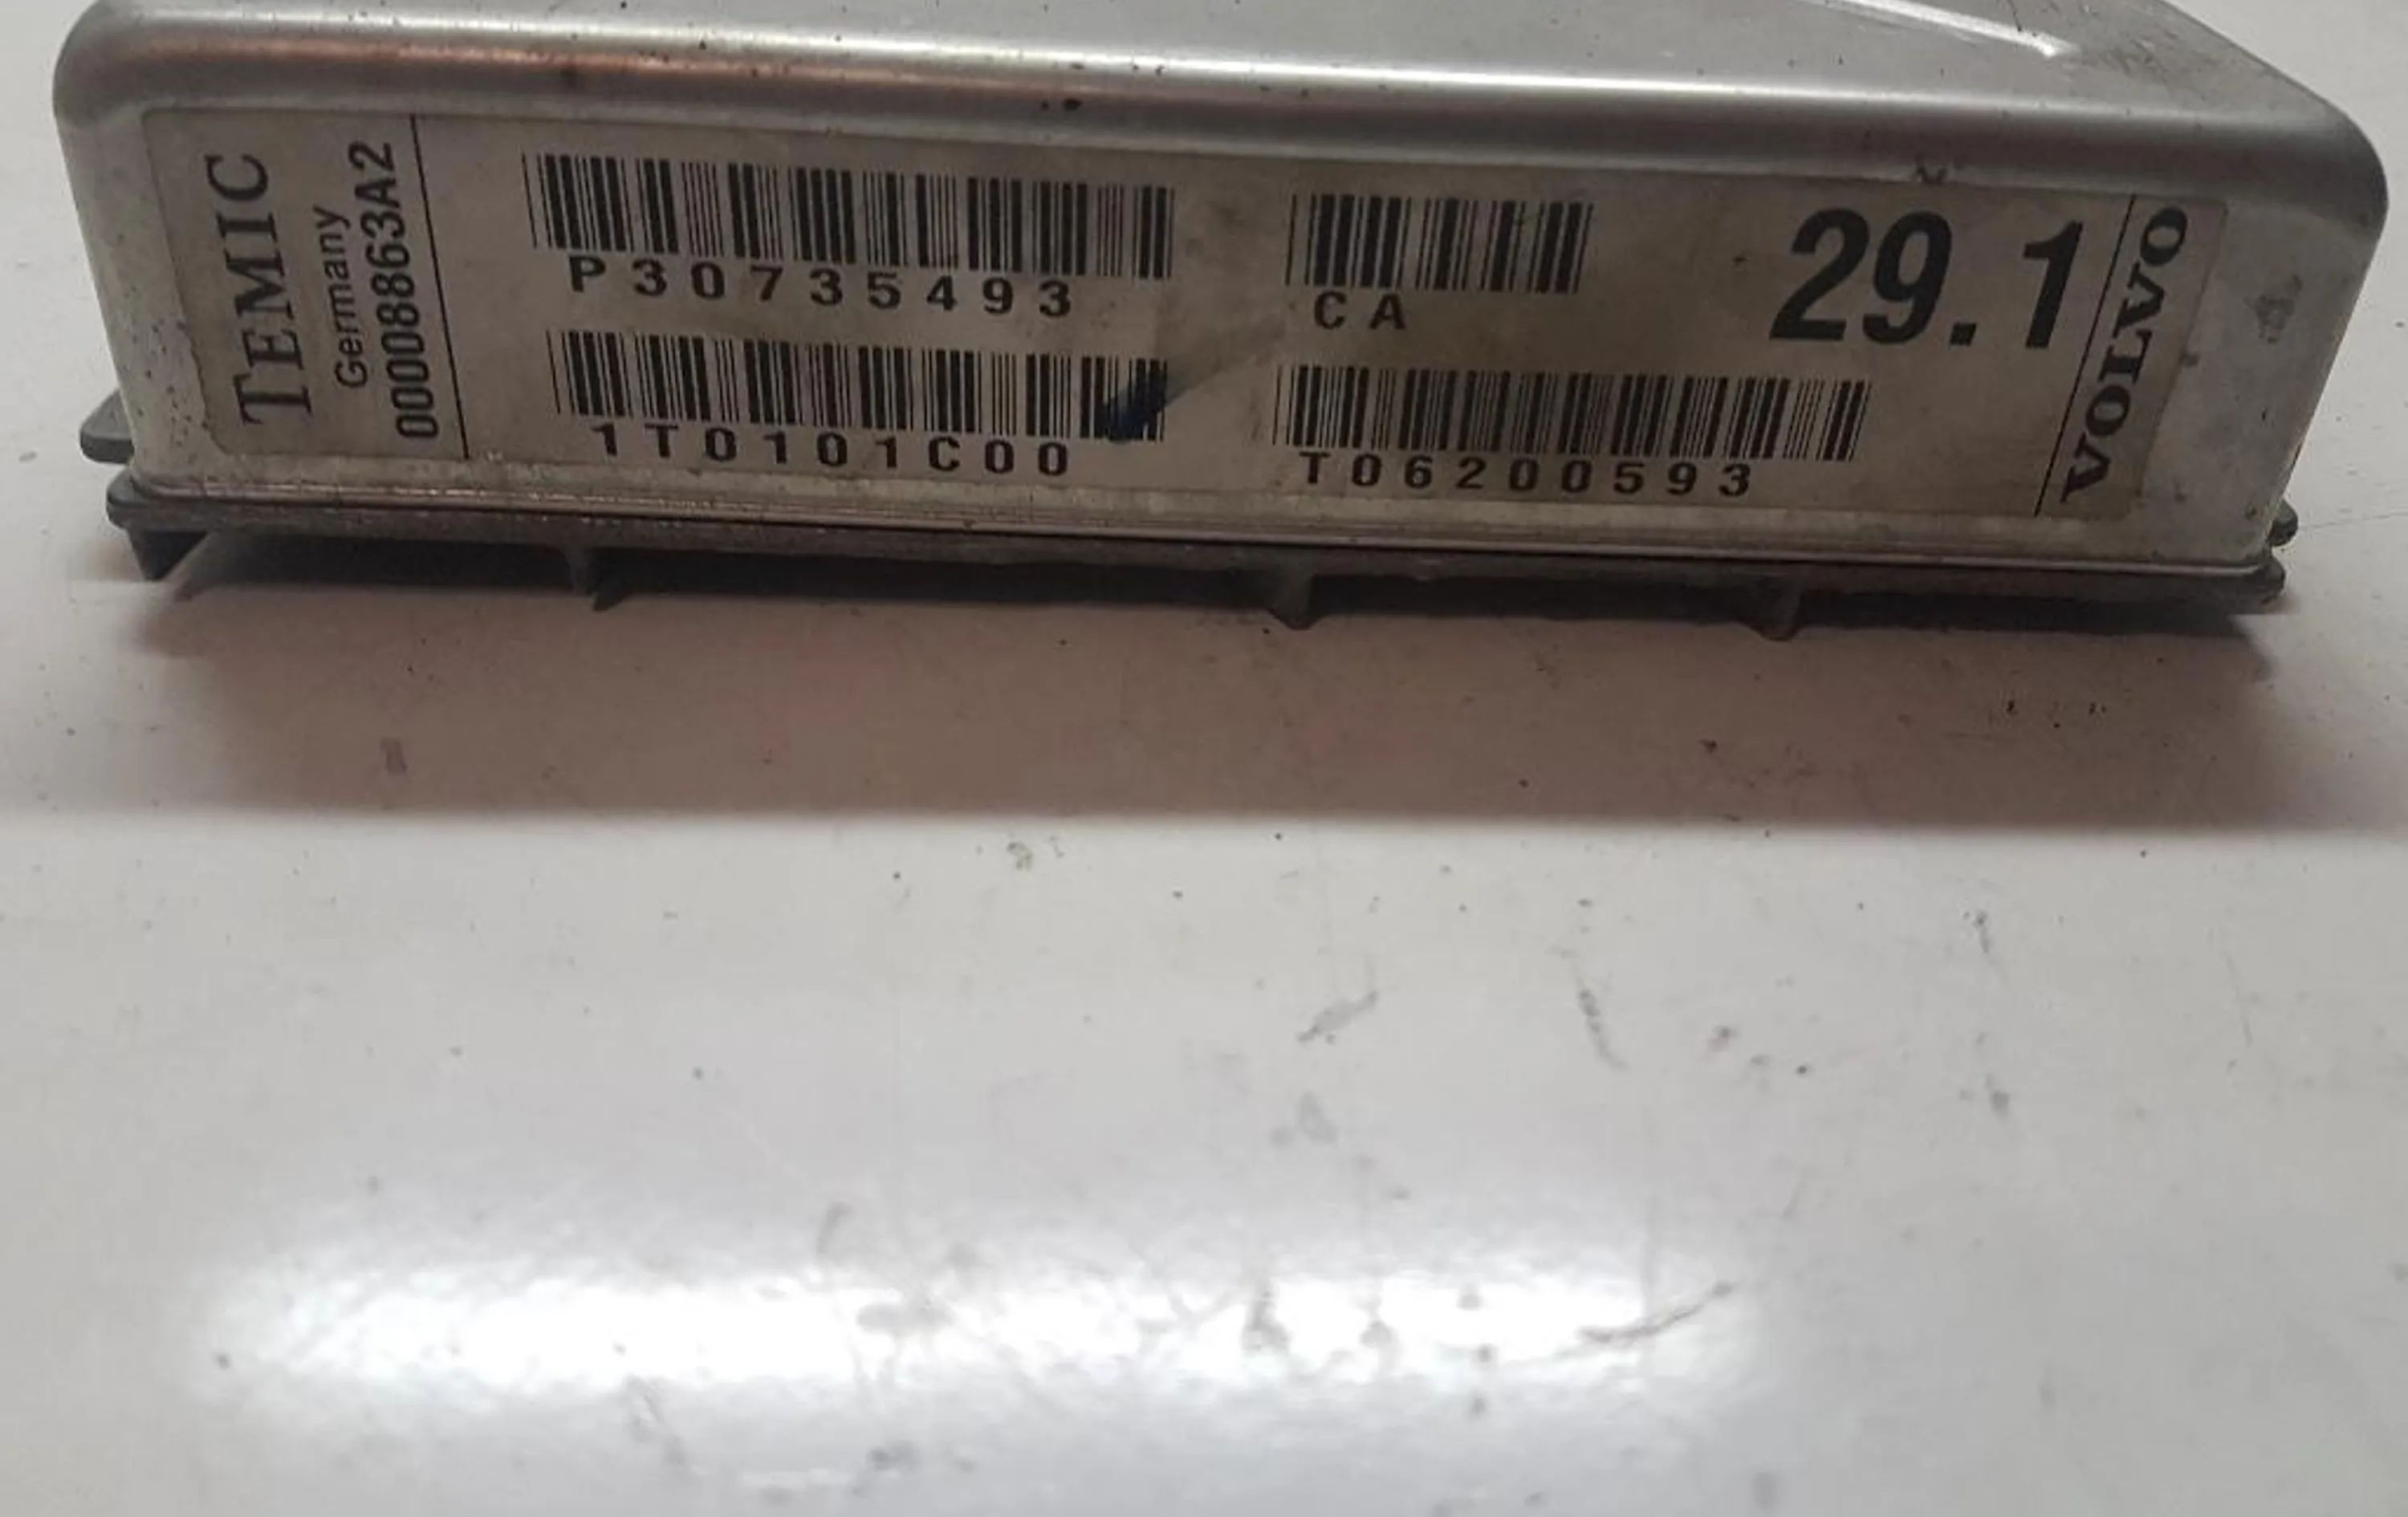 TEMIC
Germany
00008863A2
P30735493
CA
29.1
1T0101C00
T06200593
VOLVO